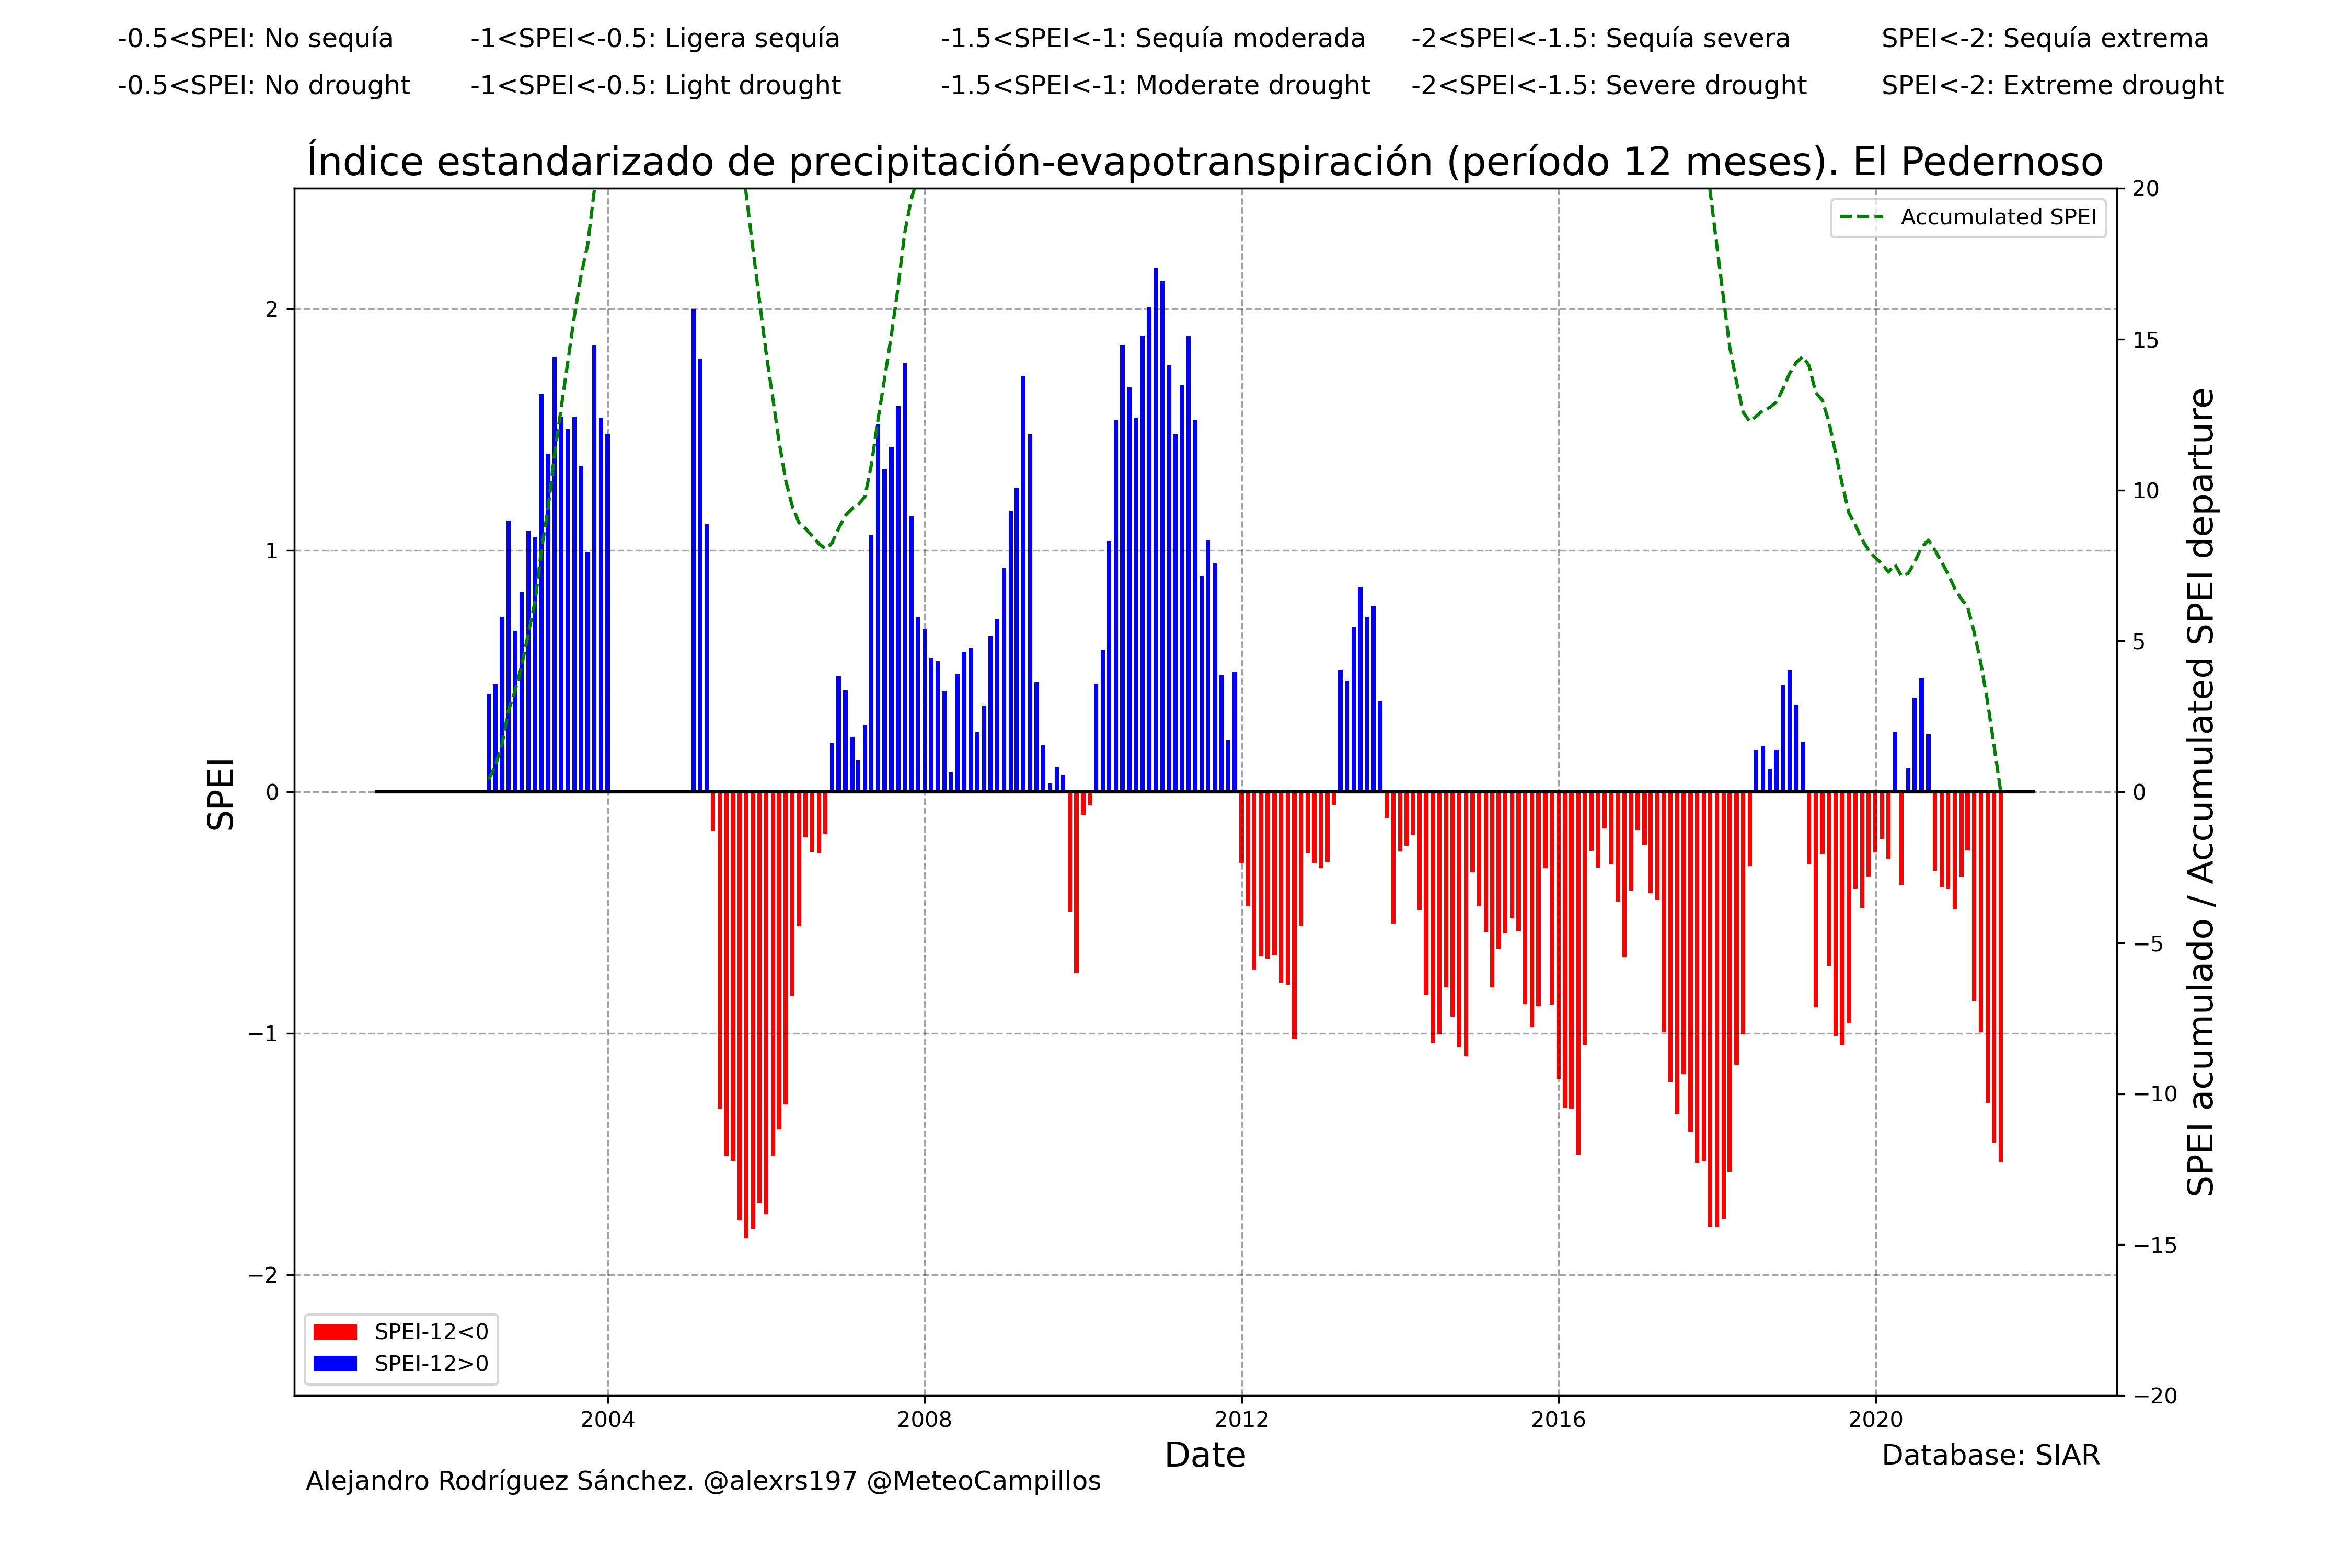 -0.5<SPEI: No sequía -1<SPEI<-0.5: Ligera sequía -1.5<SPEI<-1: Sequía moderada -2<SPEI<-1.5: Sequía severa SPEI<-2: Sequía extrema
-0.5<SPEI: No drought -1<SPEI<-0.5: Light drought -1.5<SPEI<-1: Moderate drought -2<SPEI<-1.5: Severe drought SPEI<-2: Extreme drought
Índice estandarizado de precipitación-evapotranspiración (período 12 meses). El Pedernoso
Accumulated SPEI
2
1
0
−1
−2
SPEI
20
15
10
5
0
−5
−10
−15
−20
SPEI acumulado / Accumulated SPEI departure
SPEI-12<0
SPEI-12>0
2004 2008 2012 2016 2020
Date
Database: SIAR
Alejandro Rodríguez Sánchez. @alexrs197 @MeteoCampillos